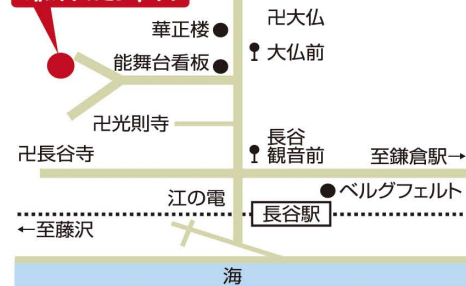 華正楼
卍大仏
大仏前
能舞台看板
卍光則寺
長谷
観音前
卍長谷寺
至鎌倉駅→
江の電
ベルグフェルト
長谷駅
←至藤沢
海